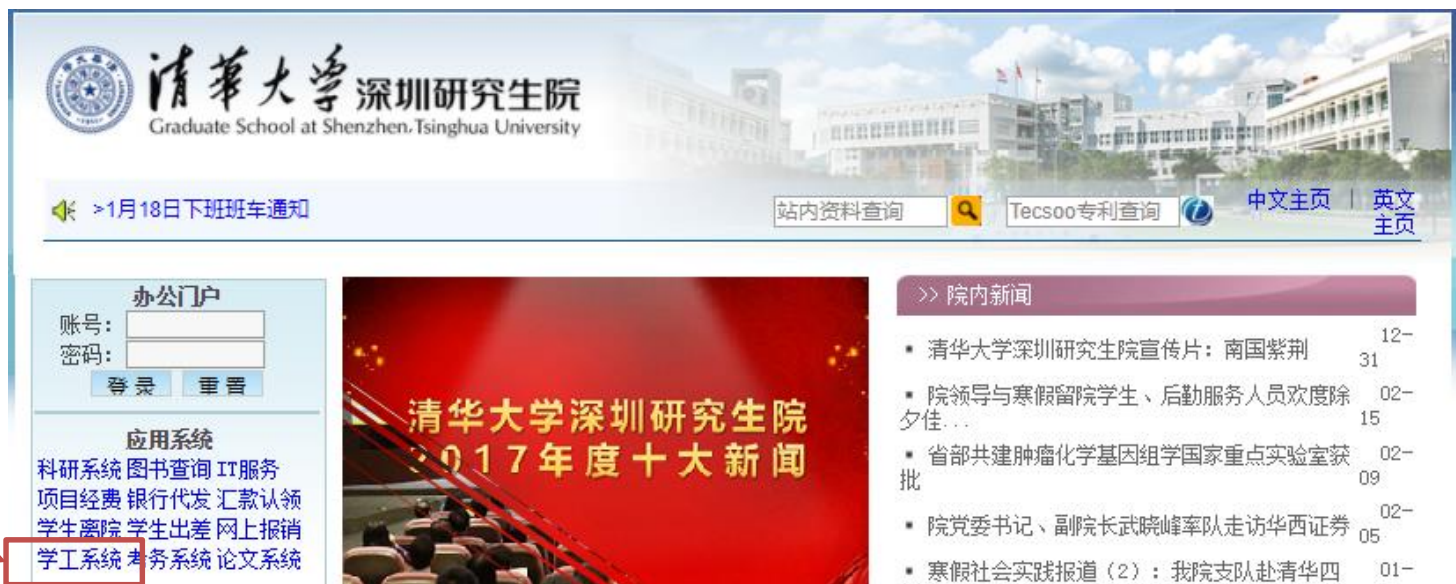 清华大学深圳研究生院
Graduate School at Shenzhen, Tsinghua University
>1月18日下班班车通知
站内资料查询
Tecsoo专利查询
中文主页 | 英文
主页
办公门户
账号：
密码：
登录 重置
应用系统
科研系统 图书查询 IT服务
项目经费 银行代发 汇款认领
学生离院 学生出差 网上报销
学工系统 考务系统 论文系统
清华大学深圳研究生院
2017年度十大新闻
>> 院内新闻
▪ 清华大学深圳研究生院宣传片：南国紫荆 12-
31
▪ 院领导与寒假留院学生、后勤服务人员欢度除 02-
夕佳... 15
▪ 省部共建肿瘤化学基因组学国家重点实验室获 02-
批 09
▪ 院党委书记、副院长武晓峰率队走访华西证券 02-
05
▪ 寒假社会实践报道（2）：我院支队赴清华四 01-